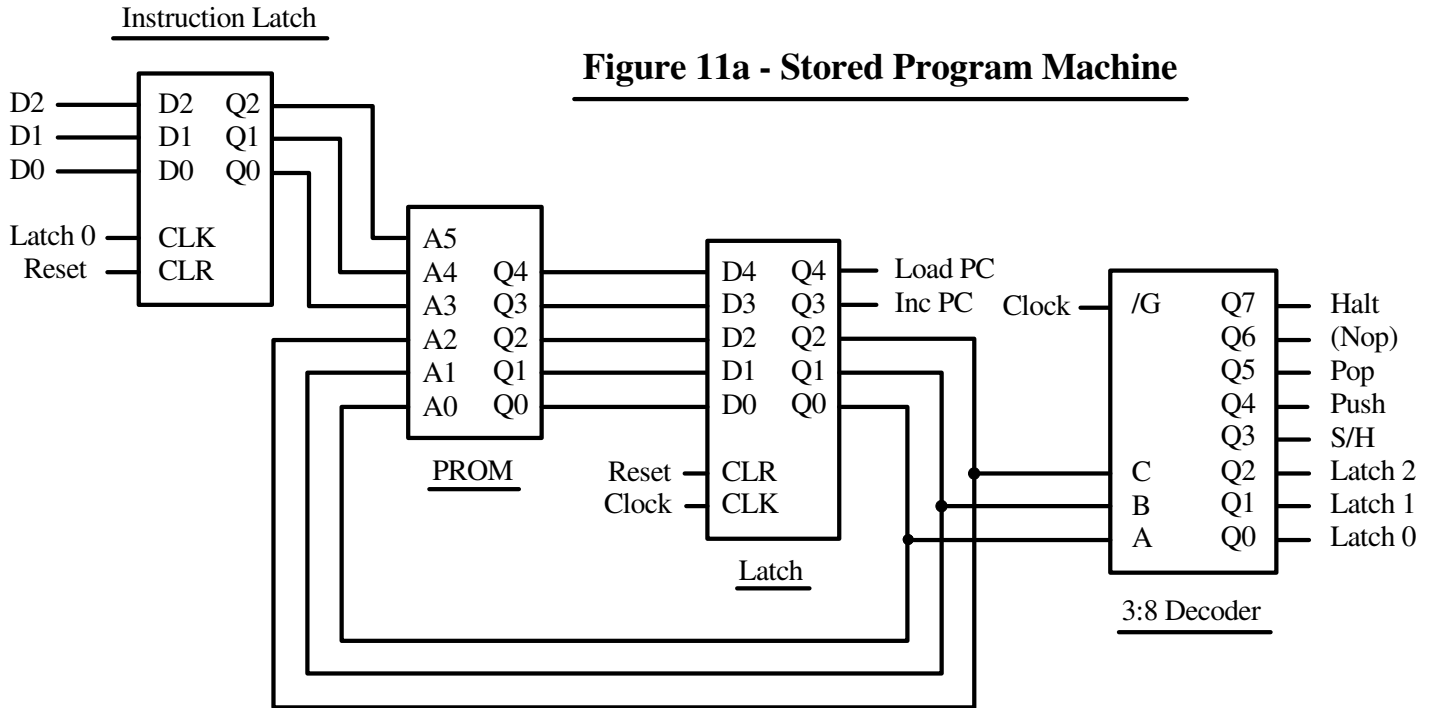 Instruction Latch
Figure 11a - Stored Program Machine
D2 D2 Q2
D1 D1 Q1
D0 D0 Q0
Latch 0 CLK
Reset CLR
A5
A4 Q4
A3 Q3
A2 Q2
A1 Q1
A0 Q0
PROM
D4 Q4 Load PC
D3 Q3 Inc PC
D2 Q2
D1 Q1
D0 Q0
Reset CLR
Clock CLK
Latch
Clock /G Q7 Halt
Q6 (Nop)
Q5 Pop
Q4 Push
Q3 S/H
C Q2 Latch 2
B Q1 Latch 1
A Q0 Latch 0
3:8 Decoder